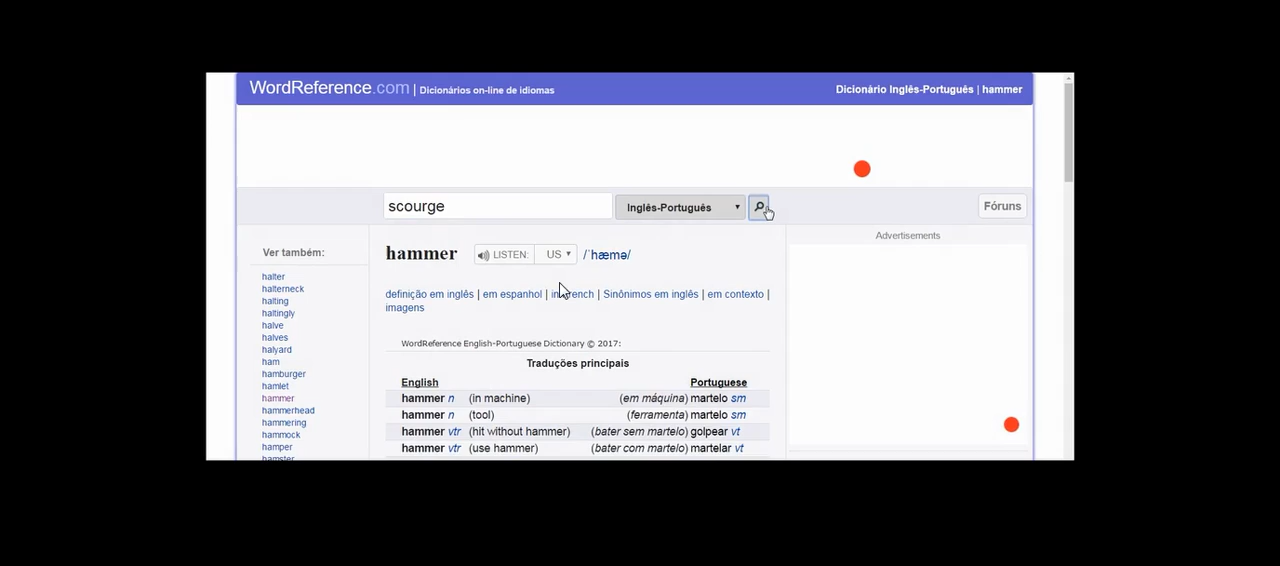 WordReference.com | Dicionários on-line de idiomas
Dicionário Inglês-Português | hammer
scourge
Inglês-Português
Fóruns
Ver também:
halter
halterneck
halting
haltingly
halve
halves
halyard
ham
hamburger
hamlet
hammer
hammerhead
hammering
hammock
hamper
hamster
hammer LISTEN: US /ˈhæmə/
definição em inglês | em espanhol | in French | Sinônimos em inglês | em contexto |
imagens
WordReference English-Portuguese Dictionary © 2017:
Traduções principais
English Portuguese
hammer n (in machine) (em máquina) martelo sm
hammer n (tool) (ferramenta) martelo sm
hammer vtr (hit without hammer) (bater sem martelo) golpear vt
hammer vtr (use hammer) (bater com martelo) martelar vt
Advertisements